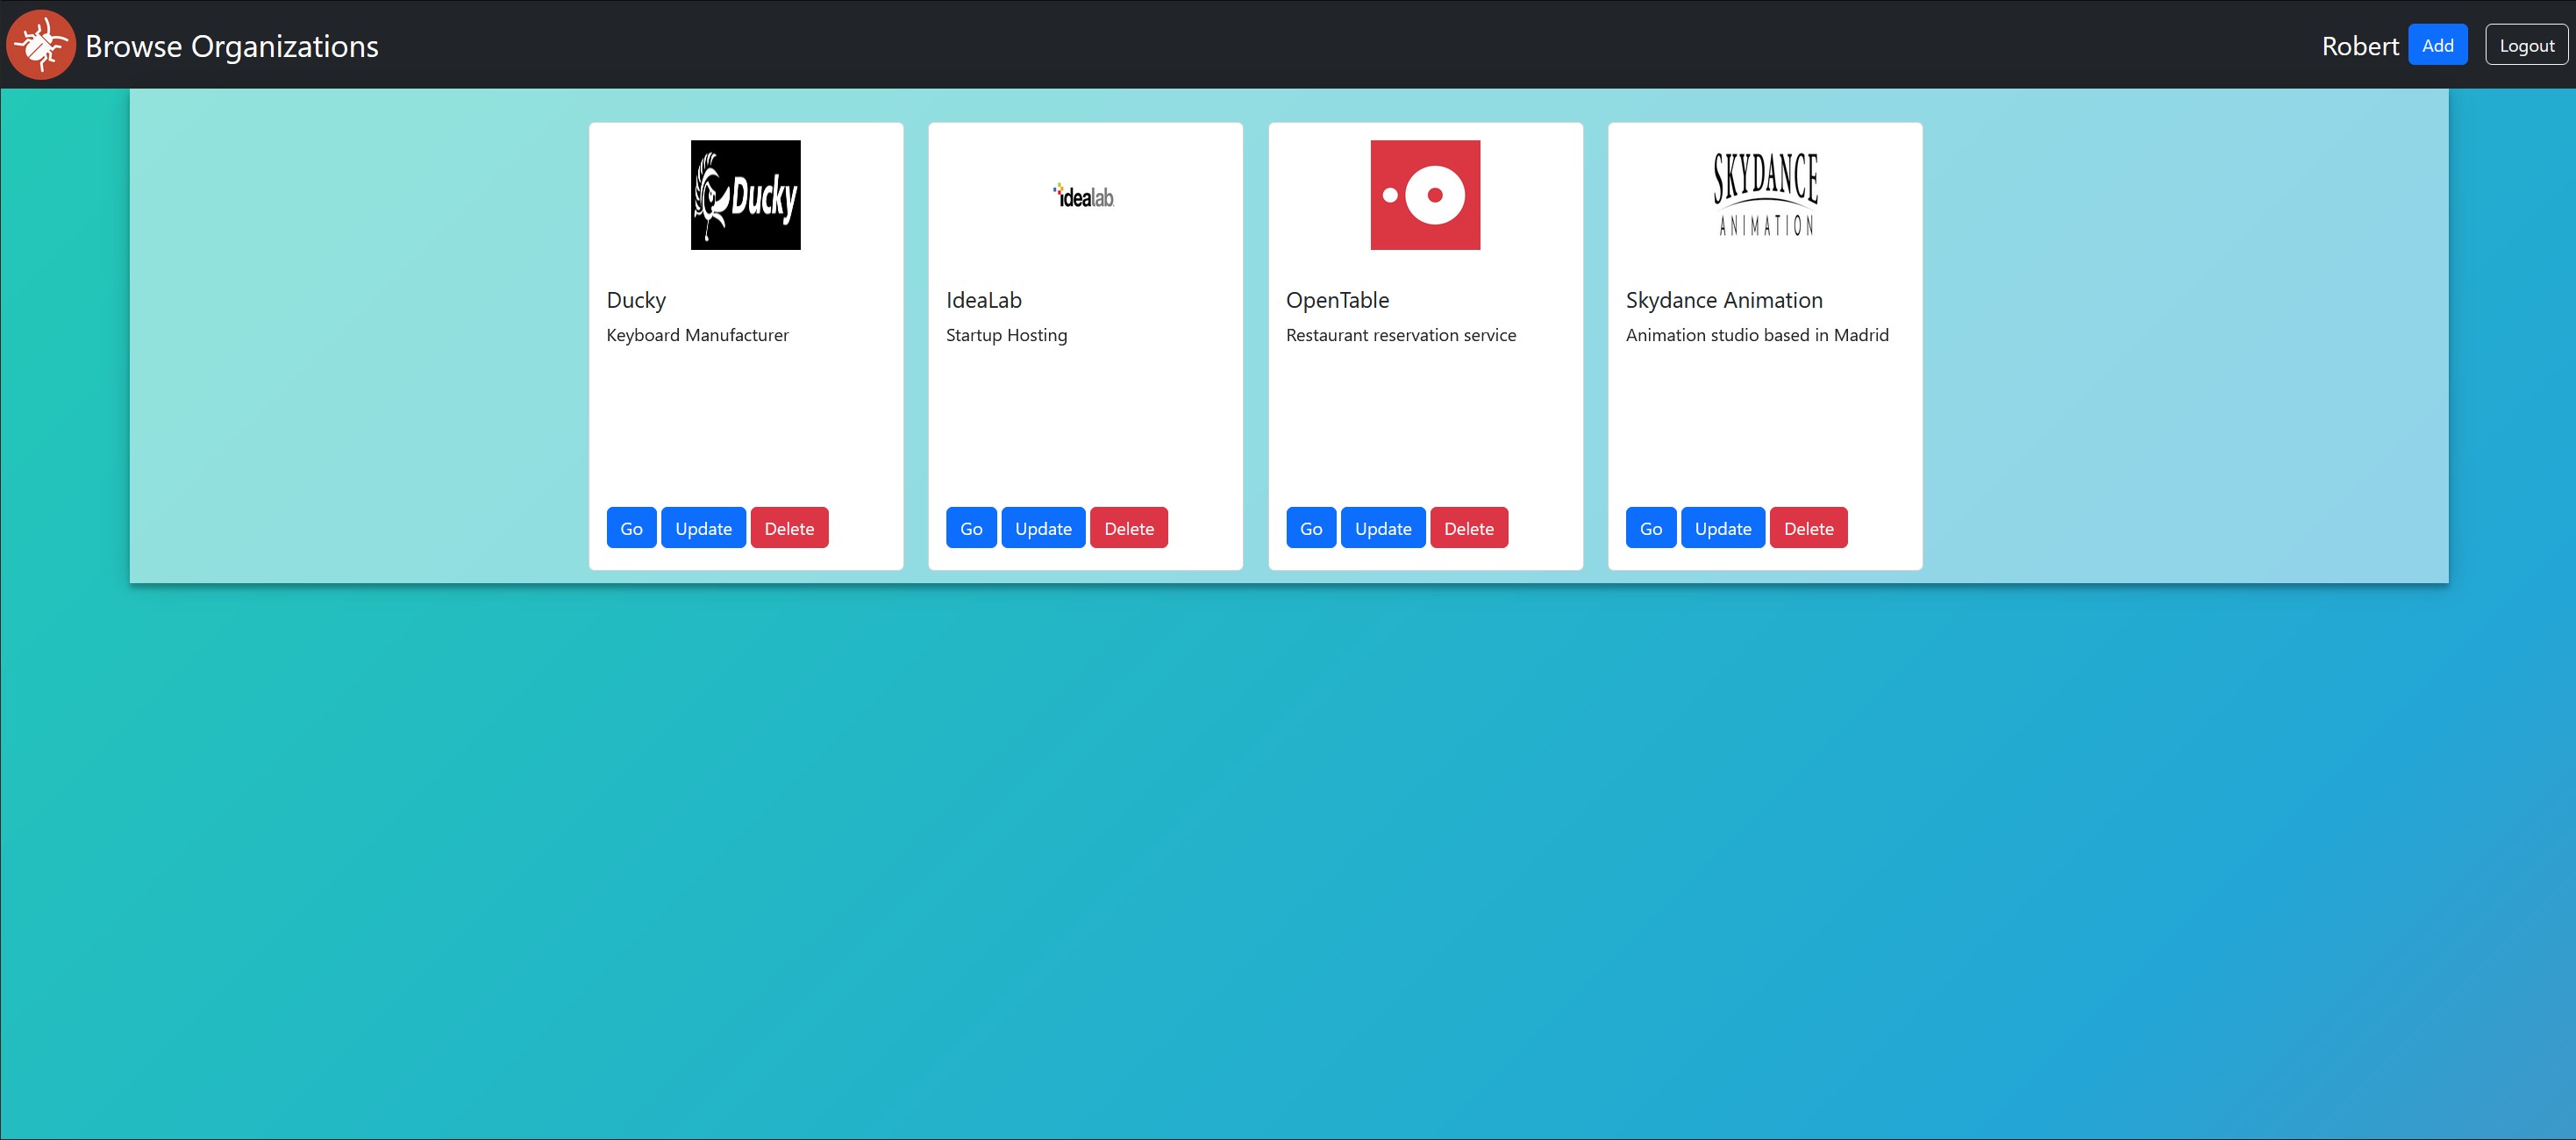 Browse Organizations
Robert Add Logout
Ducky
idealab
SKYDANCE
ANIMATION
Ducky
Keyboard Manufacturer
Go Update Delete
IdeaLab
Startup Hosting
Go Update Delete
OpenTable
Restaurant reservation service
Go Update Delete
Skydance Animation
Animation studio based in Madrid
Go Update Delete